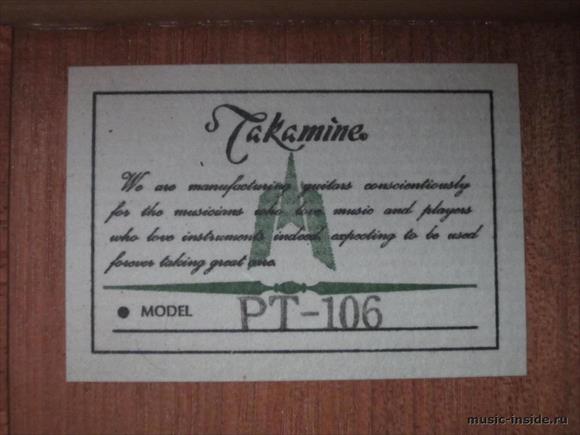 Takamine
We are manufacturing guitars conscientiously
for the musicians who love music and players
who love instruments indeed, expecting to be used
forever taking great care.
● MODEL PT-106
music-inside.ru